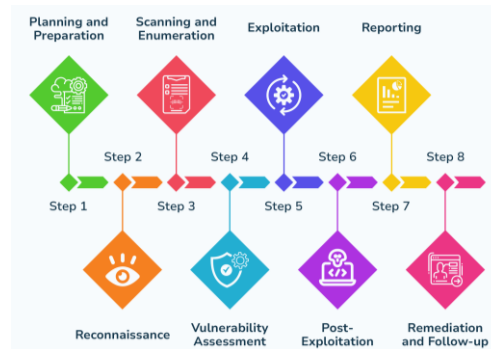 Planning and
Preparation
Scanning and
Enumeration
Exploitation
Reporting
Step 2
Step 4
Step 6
Step 8
Step 1
Step 3
Step 5
Step 7
Reconnaissance
Vulnerability
Assessment
Post-
Exploitation
Remediation
and Follow-up